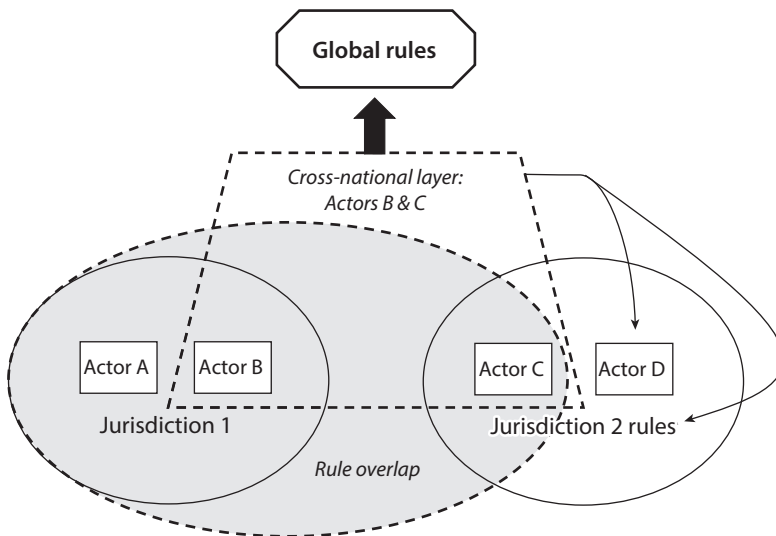 Global rules
Cross-national layer:
Actors B & C
Actor A
Actor B
Actor C
Actor D
Jurisdiction 1
Jurisdiction 2 rules
Rule overlap